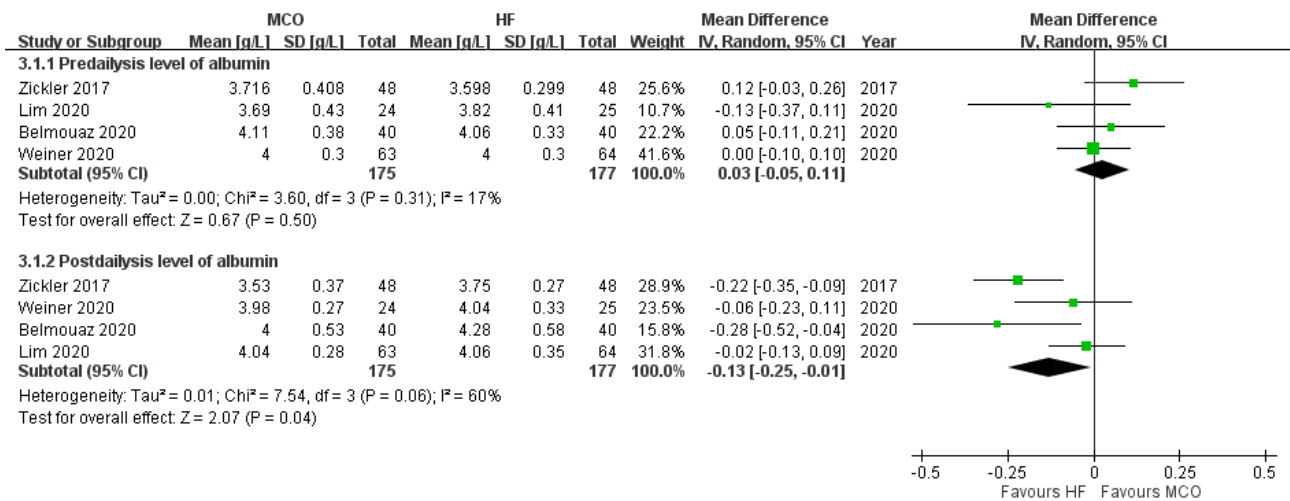 MCO HF Mean Difference Mean Difference
Study or Subgroup Mean [g/L] SD [g/L] Total Mean [g/L] SD [g/L] Total Weight IV, Random, 95% CI Year IV, Random, 95% CI
3.1.1 Predailysis level of albumin
Zickler 2017 3.716 0.408 48 3.598 0.299 48 25.6% 0.12 [-0.03, 0.26] 2017
Lim 2020 3.69 0.43 24 3.82 0.41 25 10.7% -0.13 [-0.37, 0.11] 2020
Belmouaz 2020 4.11 0.38 40 4.06 0.33 40 22.2% 0.05 [-0.11, 0.21] 2020
Weiner 2020 4 0.3 63 4 0.3 64 41.6% 0.00 [-0.10, 0.10] 2020
Subtotal (95% CI) 175 177 100.0% 0.03 [-0.05, 0.11]
Heterogeneity: Tau² = 0.00; Chi² = 3.60, df = 3 (P = 0.31); I² = 17%
Test for overall effect: Z = 0.67 (P = 0.50)
3.1.2 Postdailysis level of albumin
Zickler 2017 3.53 0.37 48 3.75 0.27 48 28.9% -0.22 [-0.35, -0.09] 2017
Weiner 2020 3.98 0.27 24 4.04 0.33 25 23.5% -0.06 [-0.23, 0.11] 2020
Belmouaz 2020 4 0.53 40 4.28 0.58 40 15.8% -0.28 [-0.52, -0.04] 2020
Lim 2020 4.04 0.28 63 4.06 0.35 64 31.8% -0.02 [-0.13, 0.09] 2020
Subtotal (95% CI) 175 177 100.0% -0.13 [-0.25, -0.01]
Heterogeneity: Tau² = 0.01; Chi² = 7.54, df = 3 (P = 0.06); I² = 60%
Test for overall effect: Z = 2.07 (P = 0.04)
-0.5 -0.25 0 0.25 0.5
Favours HF Favours MCO